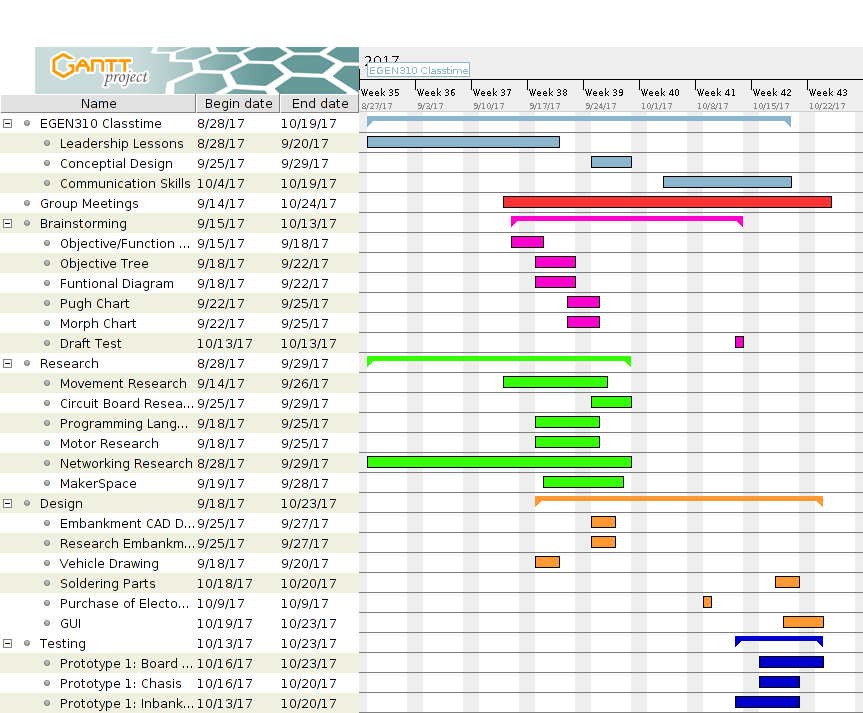 GANTT project
2017
EGEN310 Classtime
Week 35 Week 36 Week 37 Week 38 Week 39 Week 40 Week 41 Week 42 Week 43
8/27/17 9/3/17 9/10/17 9/17/17 9/24/17 10/1/17 10/8/17 10/15/17 10/22/17
Name Begin date End date
EGEN310 Classtime 8/28/17 10/19/17
Leadership Lessons 8/28/17 9/20/17
Conceptial Design 9/25/17 9/29/17
Communication Skills 10/4/17 10/19/17
Group Meetings 9/14/17 10/24/17
Brainstorming 9/15/17 10/13/17
Objective/Function ... 9/15/17 9/18/17
Objective Tree 9/18/17 9/22/17
Funtional Diagram 9/18/17 9/22/17
Pugh Chart 9/22/17 9/25/17
Morph Chart 9/22/17 9/25/17
Draft Test 10/13/17 10/13/17
Research 8/28/17 9/29/17
Movement Research 9/14/17 9/26/17
Circuit Board Resea... 9/25/17 9/29/17
Programming Lang... 9/18/17 9/25/17
Motor Research 9/18/17 9/25/17
Networking Research 8/28/17 9/29/17
MakerSpace 9/19/17 9/28/17
Design 9/18/17 10/23/17
Embankment CAD D... 9/25/17 9/27/17
Research Embankm... 9/25/17 9/27/17
Vehicle Drawing 9/18/17 9/20/17
Soldering Parts 10/18/17 10/20/17
Purchase of Electo... 10/9/17 10/9/17
GUI 10/19/17 10/23/17
Testing 10/13/17 10/23/17
Prototype 1: Board ... 10/16/17 10/23/17
Prototype 1: Chasis 10/16/17 10/20/17
Prototype 1: Inbank... 10/13/17 10/20/17